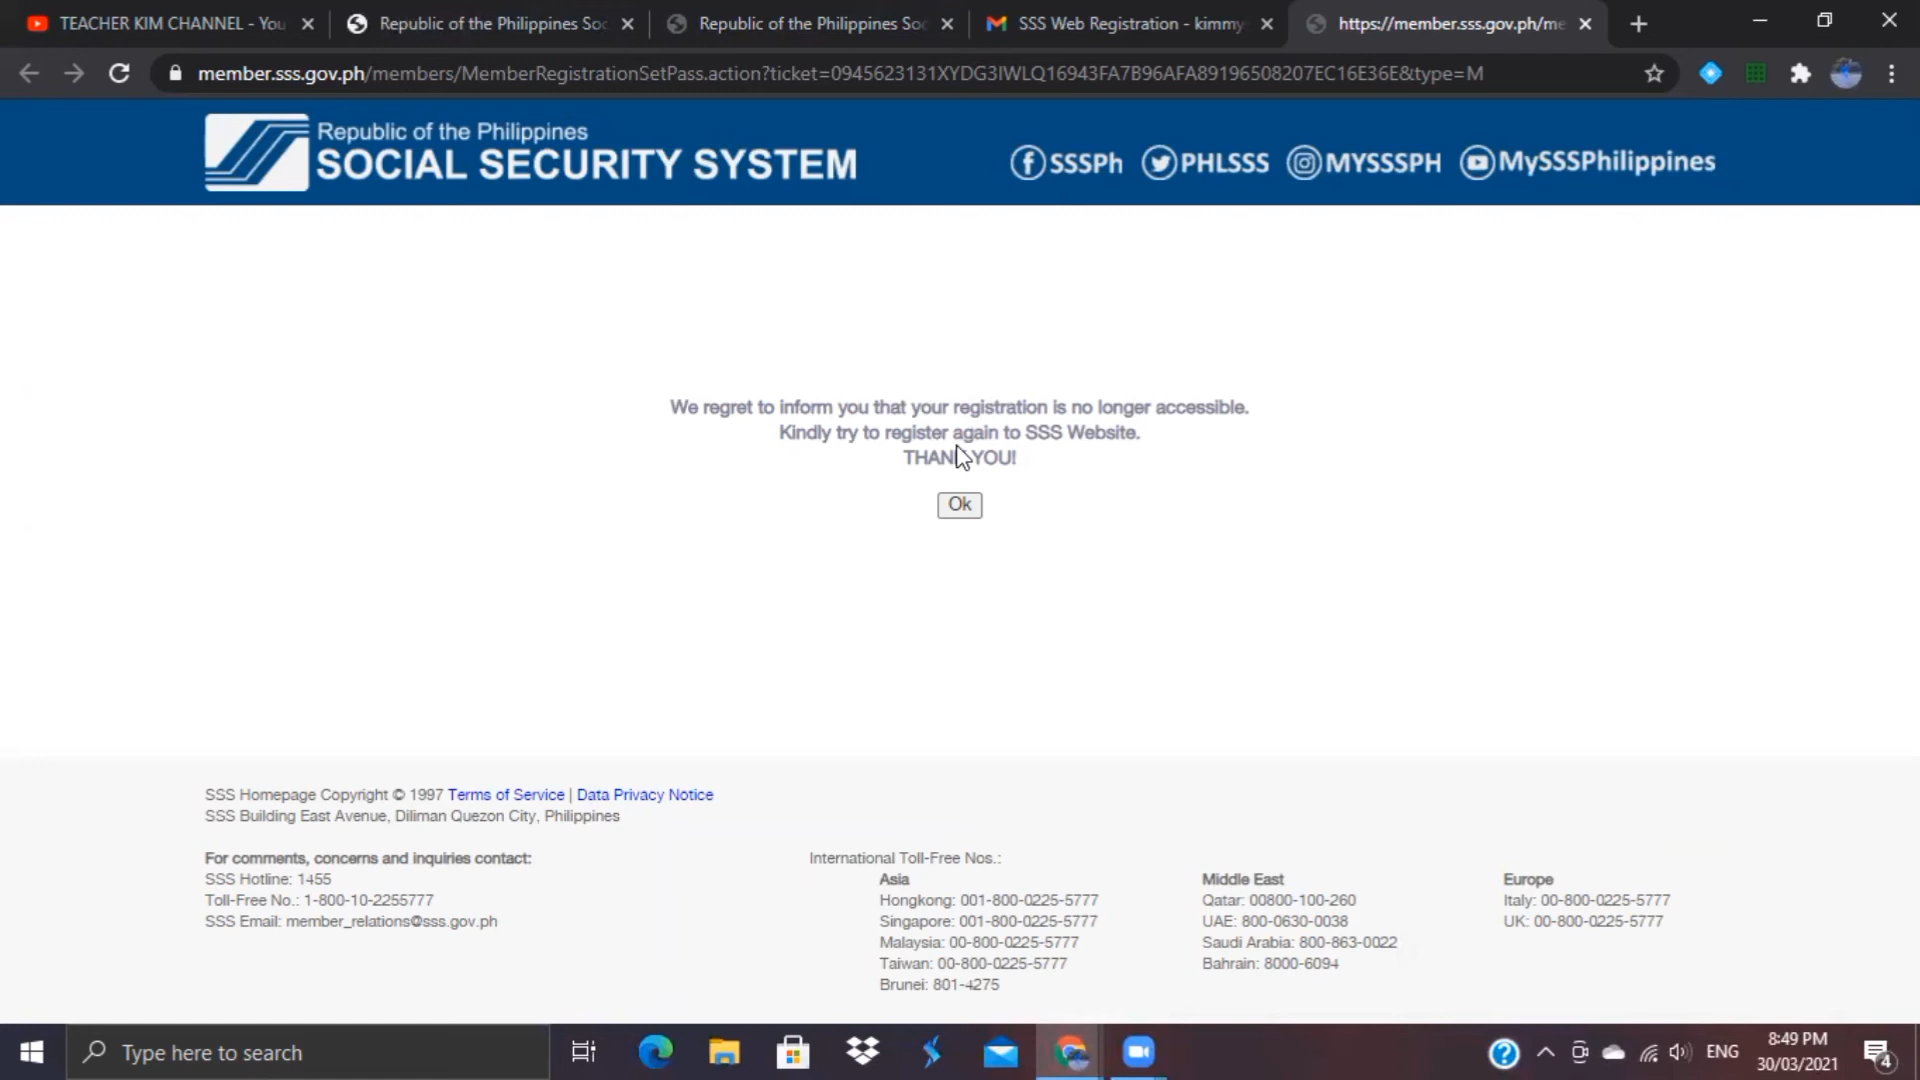 TEACHER KIM CHANNEL - You
Republic of the Philippines Soc
Republic of the Philippines Soc
SSS Web Registration - kimmy
https://member.sss.gov.ph/me
member.sss.gov.ph/members/MemberRegistrationSetPass.action?ticket=0945623131XYDG3IWLQ16943FA7B96AFA89196508207EC16E36E&type=M
Republic of the Philippines
SOCIAL SECURITY SYSTEM
SSSPh
PHLSSS
MYSSSPH
MySSSPhilippines
We regret to inform you that your registration is no longer accessible.
Kindly try to register again to SSS Website.
THANK YOU!
Ok
SSS Homepage Copyright © 1997 Terms of Service | Data Privacy Notice
SSS Building East Avenue, Diliman Quezon City, Philippines
For comments, concerns and inquiries contact:
SSS Hotline: 1455
Toll-Free No.: 1-800-10-2255777
SSS Email: member_relations@sss.gov.ph
International Toll-Free Nos.:
Asia
Hongkong: 001-800-0225-5777
Singapore: 001-800-0225-5777
Malaysia: 00-800-0225-5777
Taiwan: 00-800-0225-5777
Brunei: 801-4275
Middle East
Qatar: 00800-100-260
UAE: 800-0630-0038
Saudi Arabia: 800-863-0022
Bahrain: 8000-6094
Europe
Italy: 00-800-0225-5777
UK: 00-800-0225-5777
Type here to search
ENG
8:49 PM
30/03/2021
4